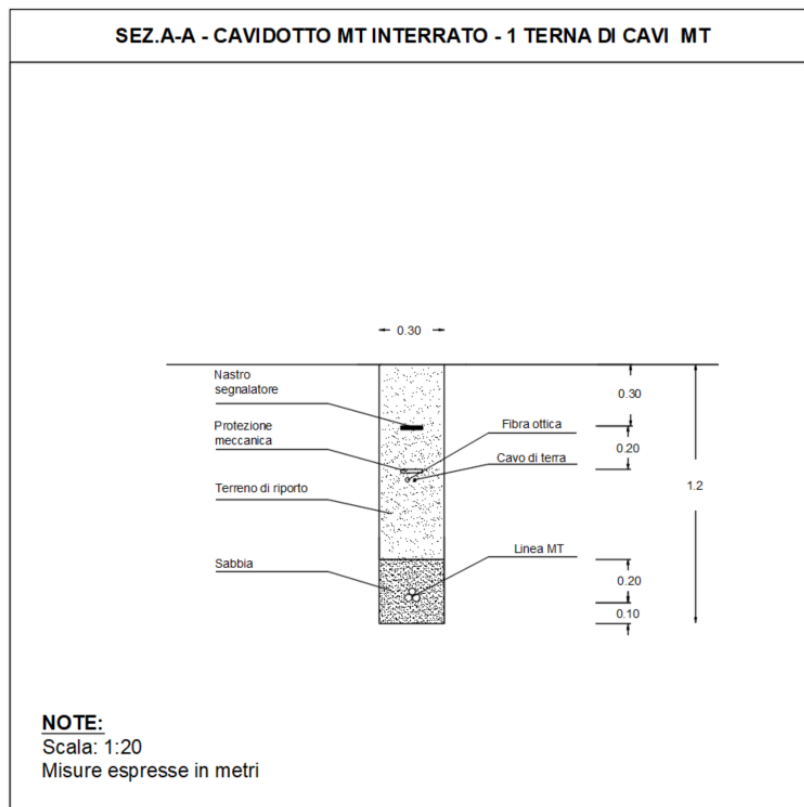 SEZ.A-A - CAVIDOTTO MT INTERRATO - 1 TERNA DI CAVI MT
0.30
Nastro
segnalatore
0.30
Protezione
meccanica
Fibra ottica
0.20
Cavo di terra
Terreno di riporto
1.2
Linea MT
Sabbia
0.20
0.10
NOTE:
Scala: 1:20
Misure espresse in metri